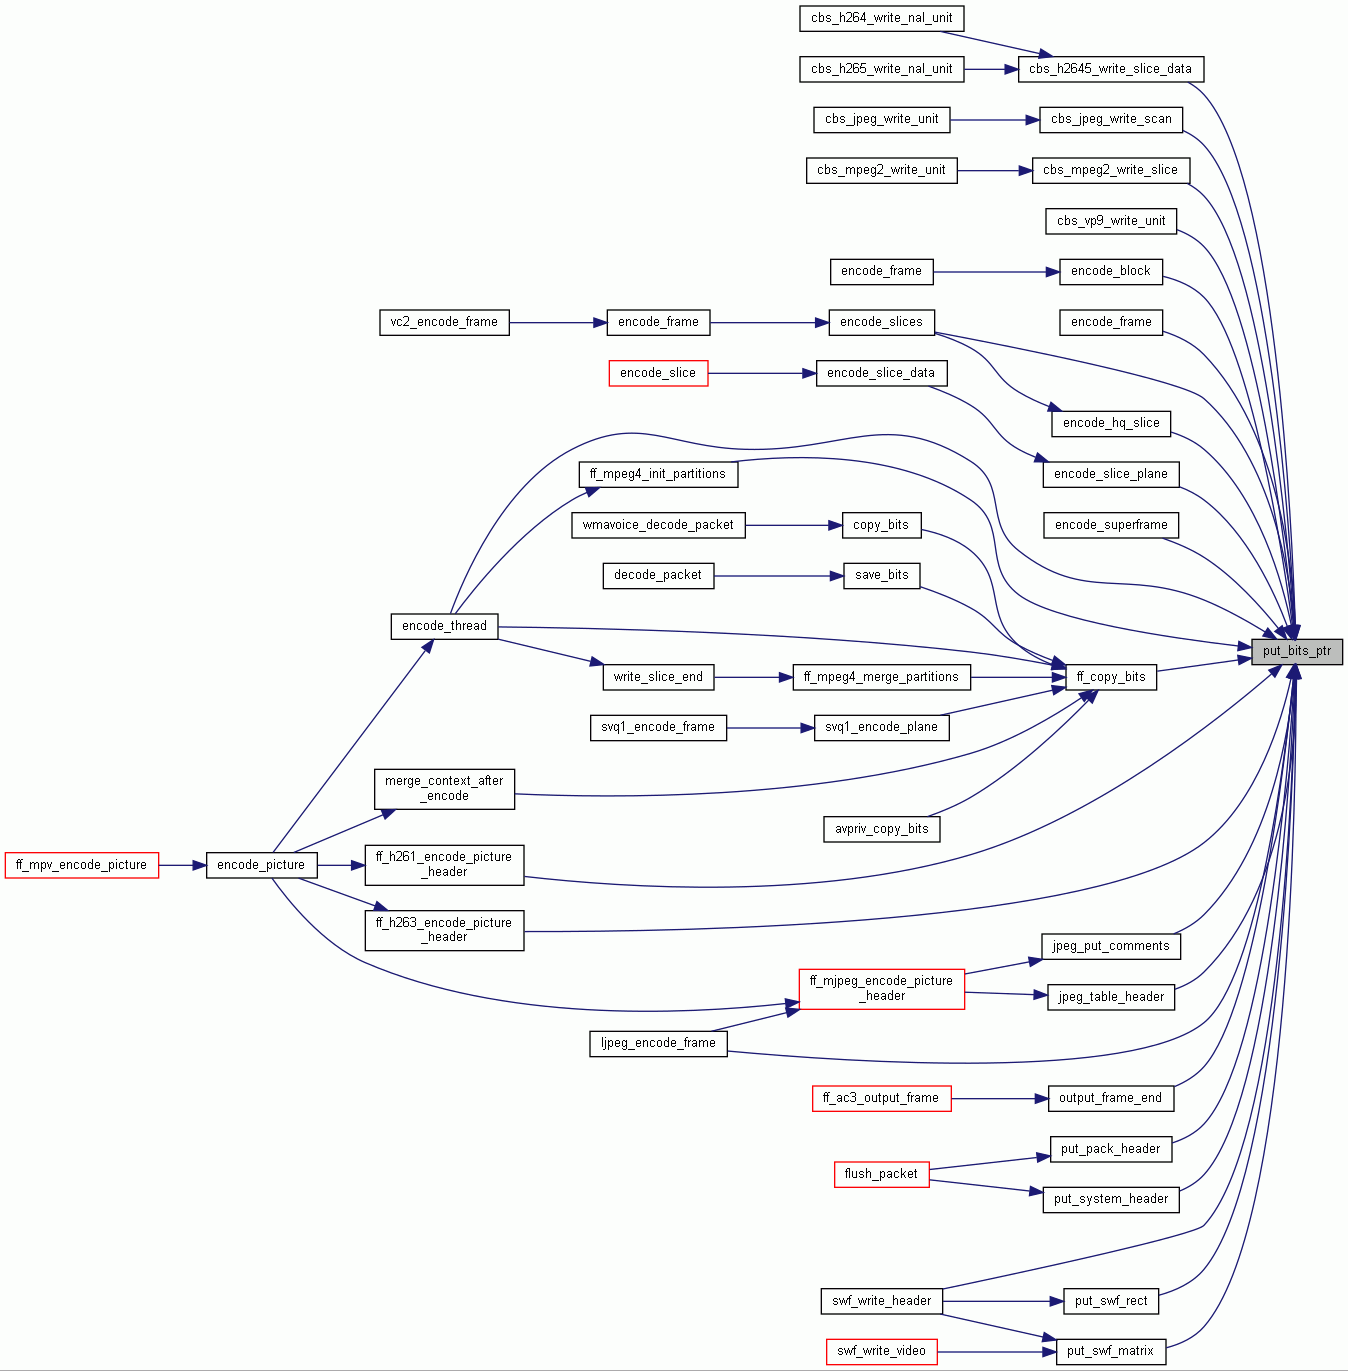 cbs_h264_write_nal_unit
cbs_h265_write_nal_unit
cbs_h2645_write_slice_data
cbs_jpeg_write_unit
cbs_jpeg_write_scan
cbs_mpeg2_write_unit
cbs_mpeg2_write_slice
cbs_vp9_write_unit
encode_frame
encode_block
vc2_encode_frame
encode_frame
encode_slices
encode_frame
encode_slice
encode_slice_data
encode_hq_slice
ff_mpeg4_init_partitions
encode_slice_plane
wmavoice_decode_packet
copy_bits
encode_superframe
decode_packet
save_bits
encode_thread
put_bits_ptr
write_slice_end
ff_mpeg4_merge_partitions
ff_copy_bits
svq1_encode_frame
svq1_encode_plane
merge_context_after
_encode
avpriv_copy_bits
ff_mpv_encode_picture
encode_picture
ff_h261_encode_picture
_header
ff_h263_encode_picture
_header
jpeg_put_comments
ff_mjpeg_encode_picture
_header
jpeg_table_header
ljpeg_encode_frame
ff_ac3_output_frame
output_frame_end
put_pack_header
flush_packet
put_system_header
swf_write_header
put_swf_rect
swf_write_video
put_swf_matrix